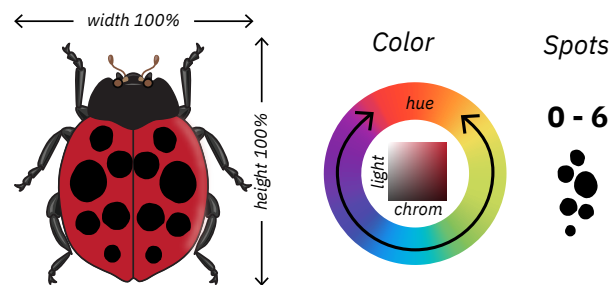 width 100%
height 100%
Color
hue
light
chrom
Spots
0 - 6